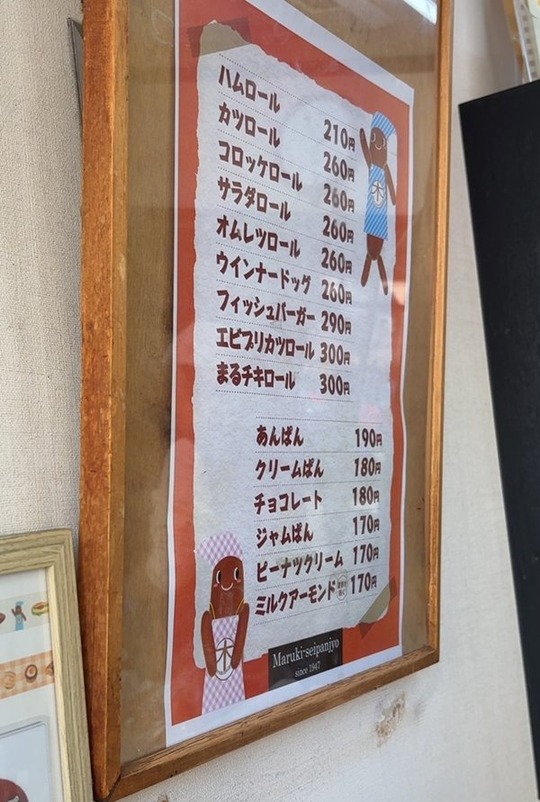 ハムロール 210円
カツロール 260円
コロッケロール 260円
サラダロール 260円
オムレツロール 260円
ウインナードッグ 260円
フィッシュバーガー 290円
エビプリカツロール 300円
まるチキロール 300円
あんぱん 190円
クリームぱん 180円
チョコレート 180円
ジャムぱん 170円
ピーナツクリーム 170円
ミルクアーモンド 170円
木
木
Maruki-seipanjyo
since 1947